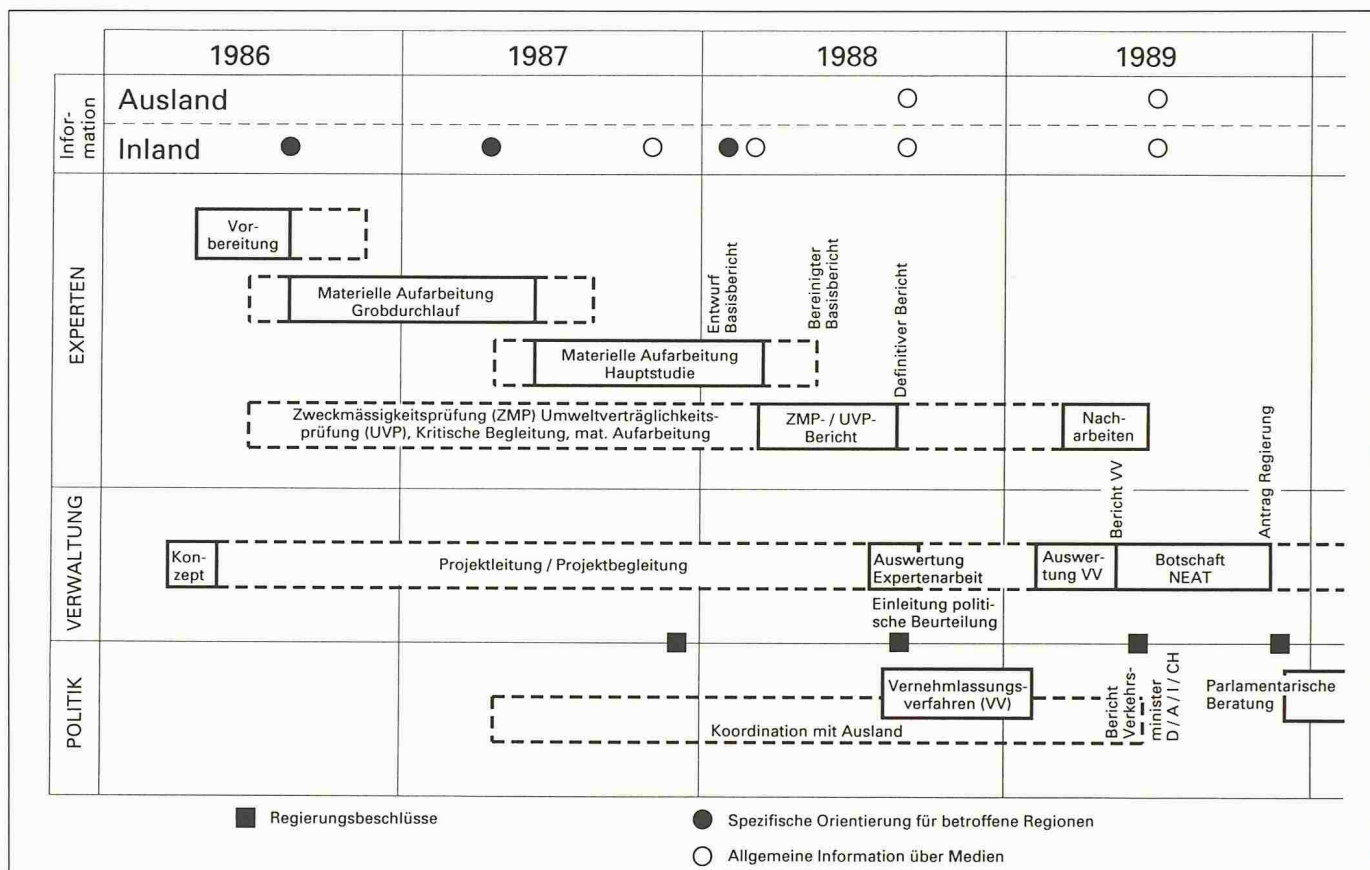 1986
1987
1988
1989
Infor-
mation
Ausland
Inland
EXPERTEN
Vor-
bereitung
Materielle Aufarbeitung
Grobdurchlauf
Entwurf
Basisbericht
Bereinigter
Basisbericht
Materielle Aufarbeitung
Hauptstudie
Definitiver Bericht
Zweckmässigkeitsprüfung (ZMP) Umweltverträglichkeits-
prüfung (UVP), Kritische Begleitung, mat. Aufarbeitung
ZMP- / UVP-
Bericht
Nach-
arbeiten
VERWALTUNG
Bericht VV
Antrag Regierung
Kon-
zept
Projektleitung / Projektbegleitung
Auswertung
Expertenarbeit
Auswer-
tung VV
Botschaft
NEAT
Einleitung politi-
sche Beurteilung
POLITIK
Vernehmlassungs-
verfahren (VV)
Koordination mit Ausland
Bericht
Verkehrs-
minister
D / A / I / CH
Parlamentarische
Beratung
Regierungsbeschlüsse
Spezifische Orientierung für betroffene Regionen
Allgemeine Information über Medien